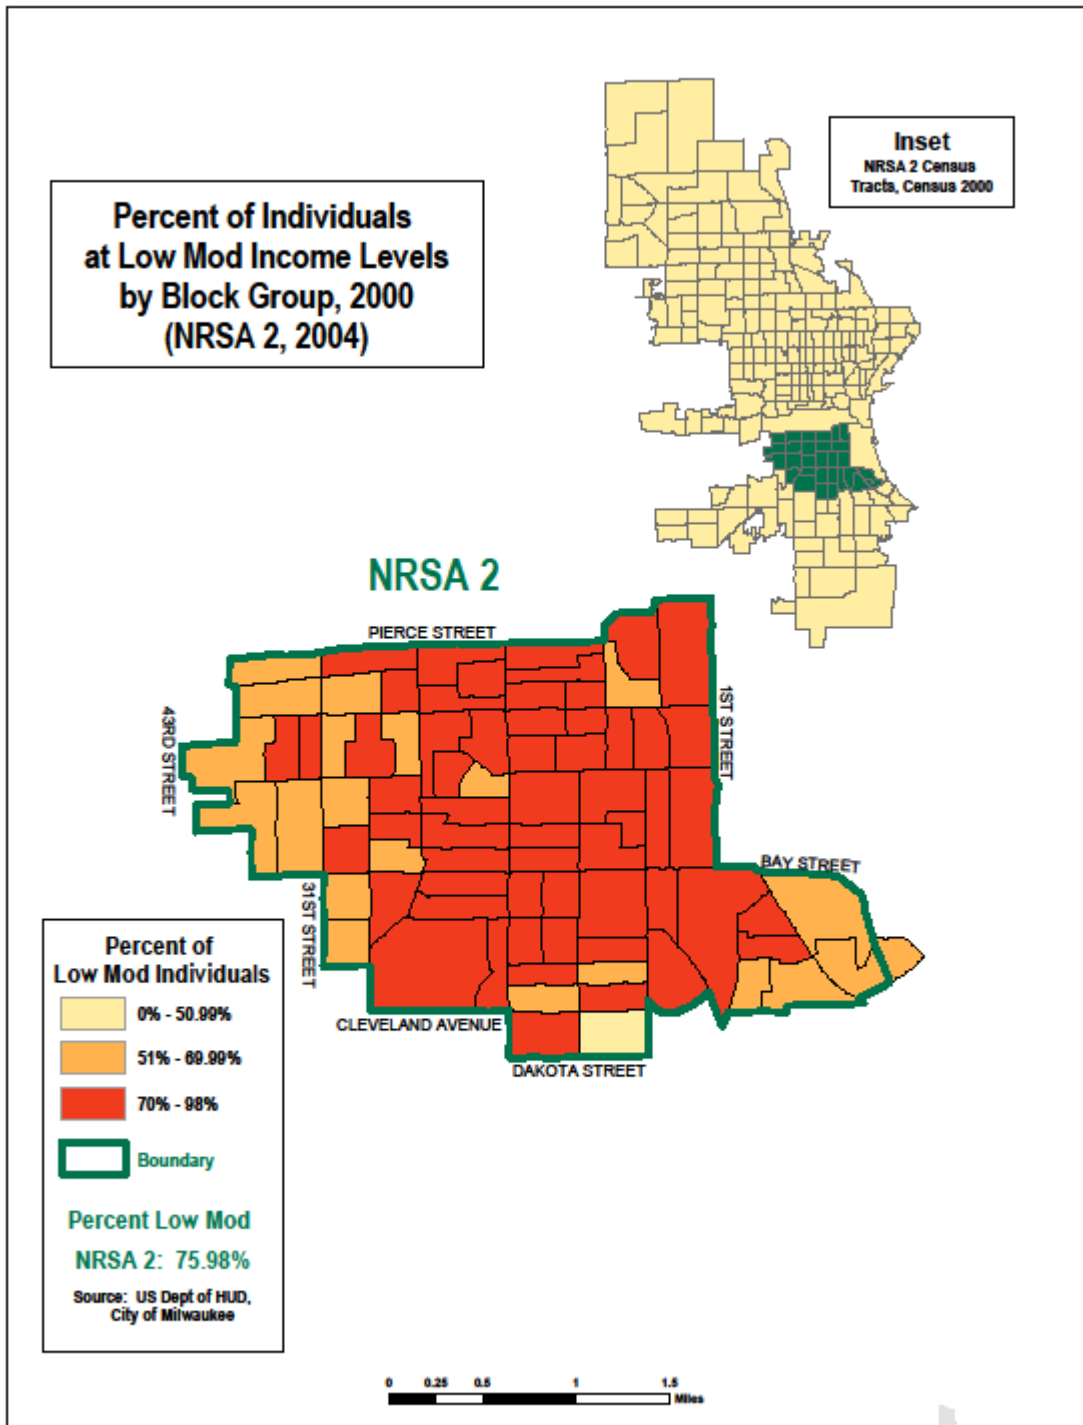 Percent of Individuals
at Low Mod Income Levels
by Block Group, 2000
(NRSA 2, 2004)
Inset
NRSA 2 Census
Tracts, Census 2000
NRSA 2
PIERCE STREET
43RD STREET
1ST STREET
BAY STREET
31ST STREET
CLEVELAND AVENUE
DAKOTA STREET
Percent of
Low Mod Individuals
0% - 50.99%
51% - 69.99%
70% - 98%
Boundary
Percent Low Mod
NRSA 2: 75.98%
Source: US Dept of HUD,
City of Milwaukee
0 0.25 0.5 1 1.5
Miles